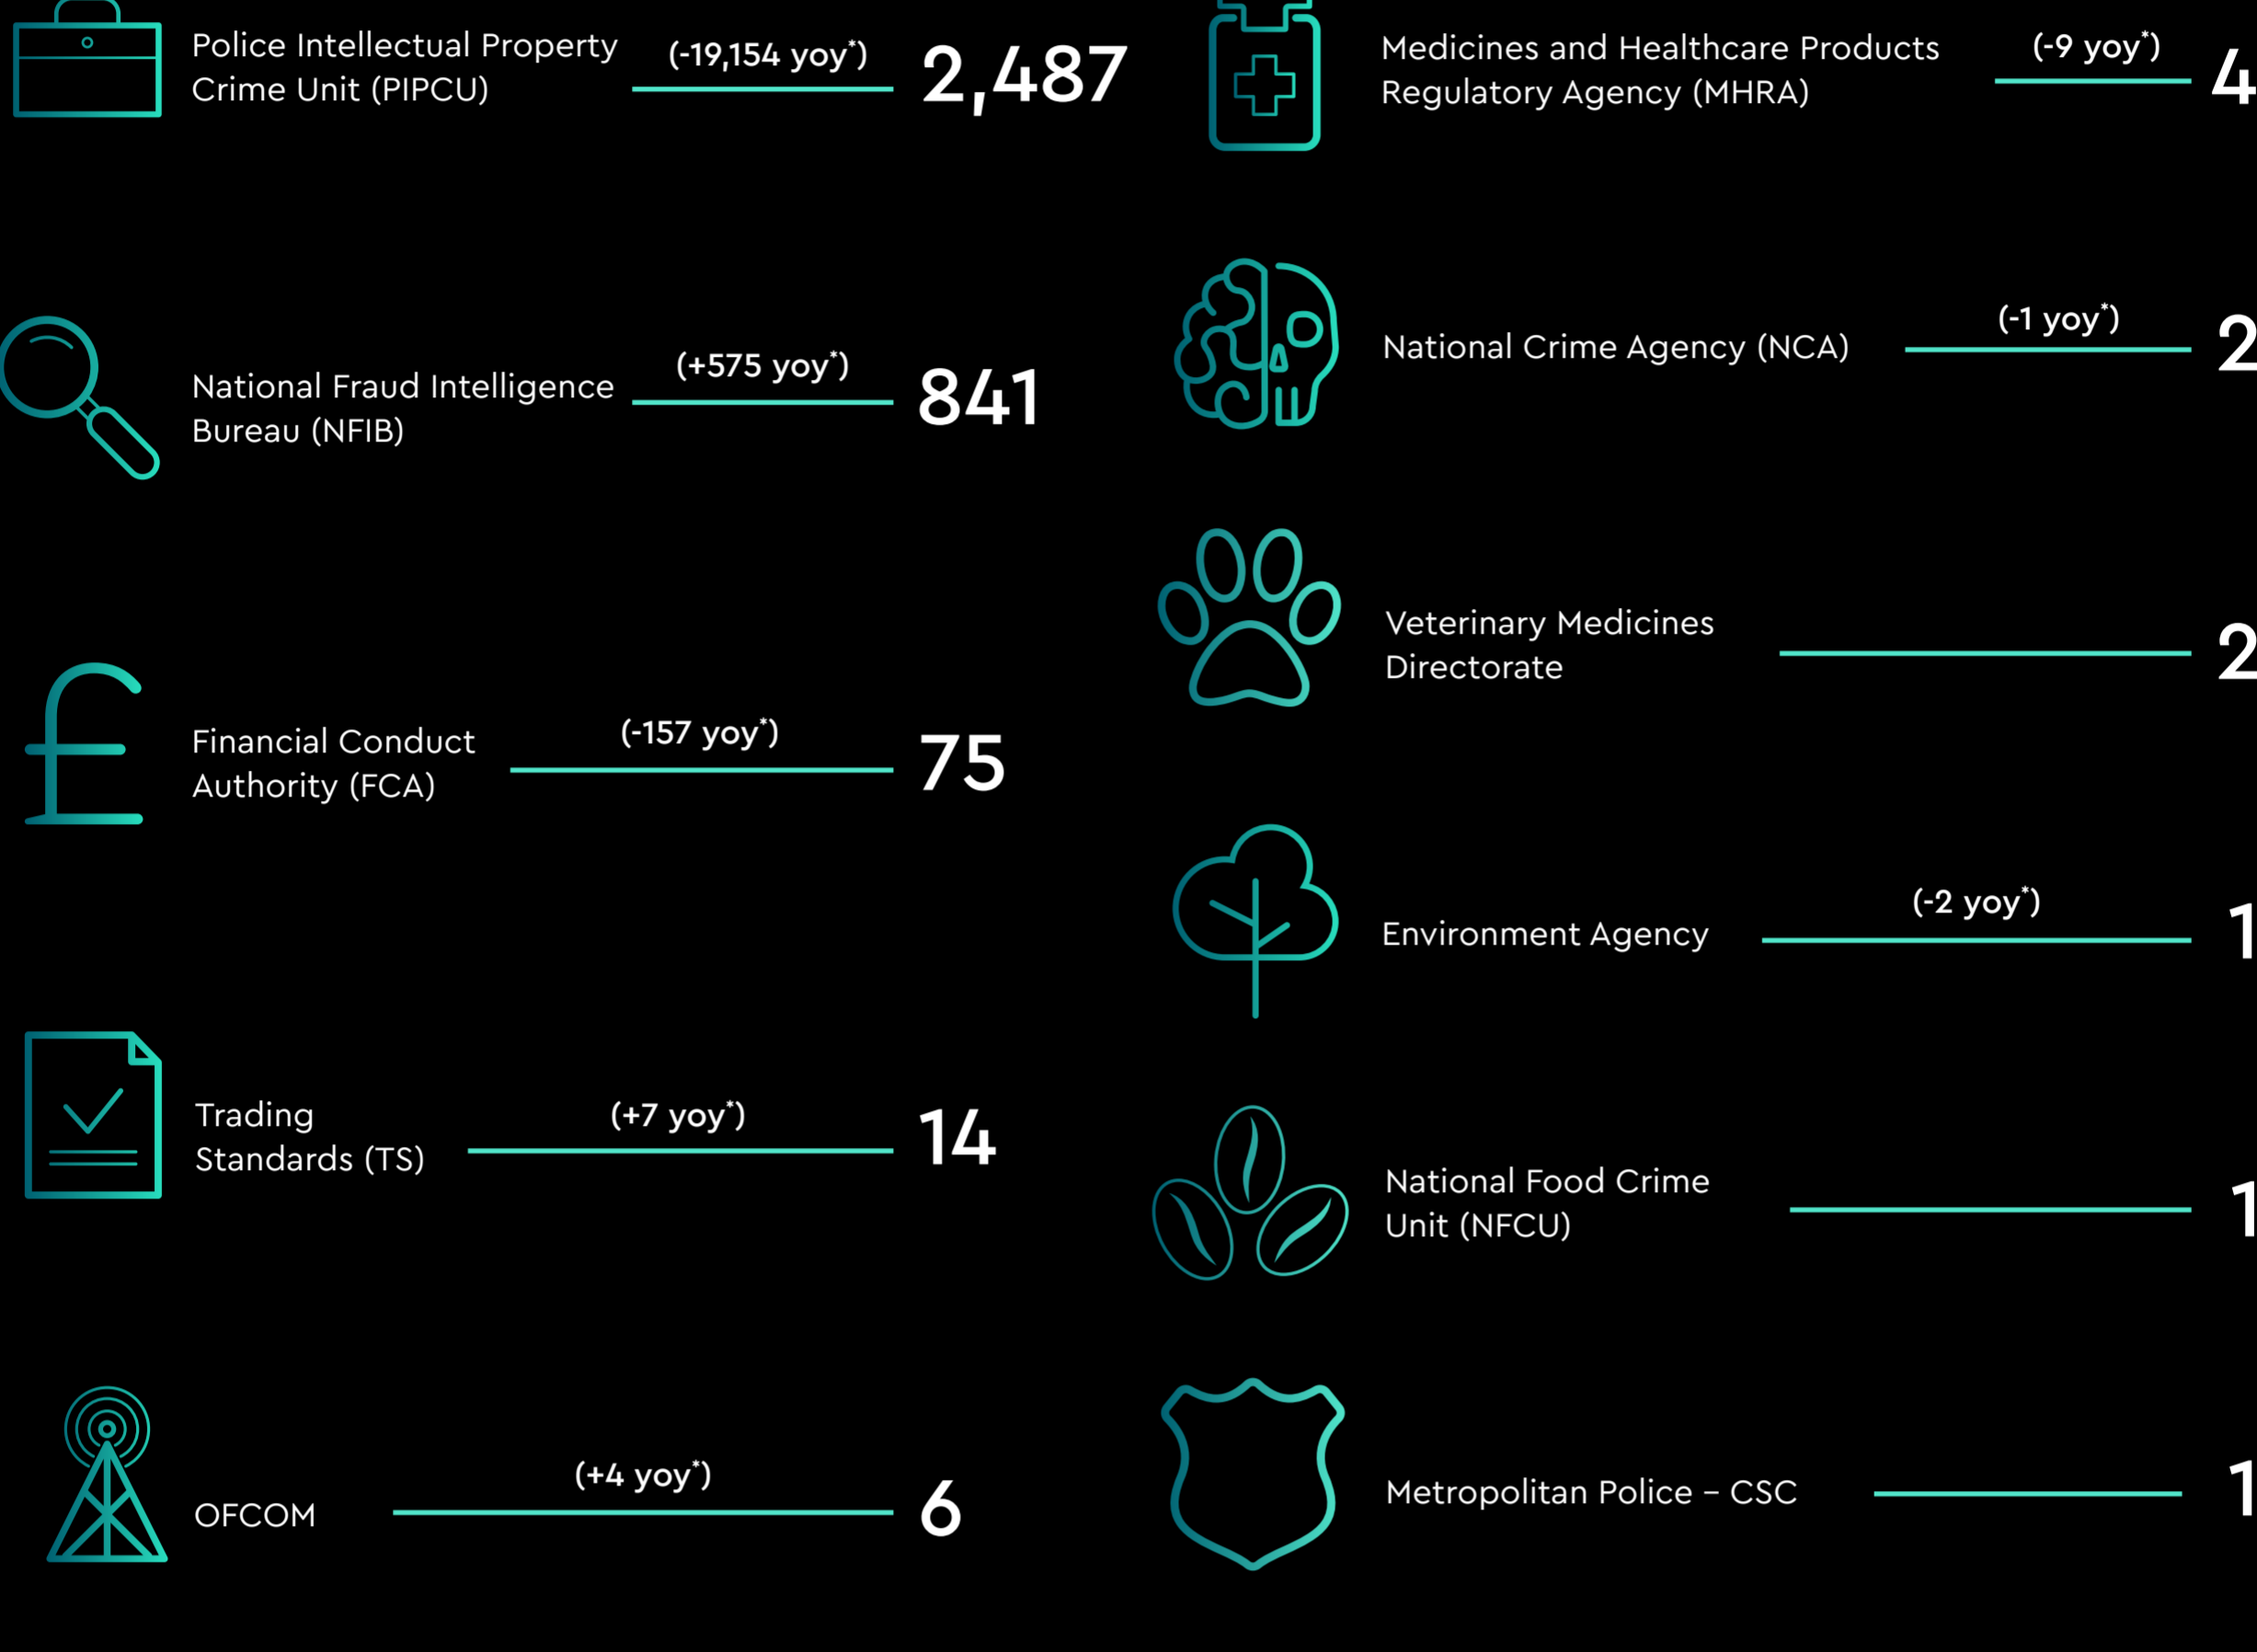 Police Intellectual Property
Crime Unit (PIPCU)
(-19,154 yoy*)
2,487
National Fraud Intelligence
Bureau (NFIB)
(+575 yoy*)
841
Financial Conduct
Authority (FCA)
(-157 yoy*)
75
Trading
Standards (TS)
(+7 yoy*)
14
OFCOM
(+4 yoy*)
6
Medicines and Healthcare Products
Regulatory Agency (MHRA)
(-9 yoy*)
4
National Crime Agency (NCA)
(-1 yoy*)
2
Veterinary Medicines
Directorate
2
Environment Agency
(-2 yoy*)
1
National Food Crime
Unit (NFCU)
1
Metropolitan Police – CSC
1